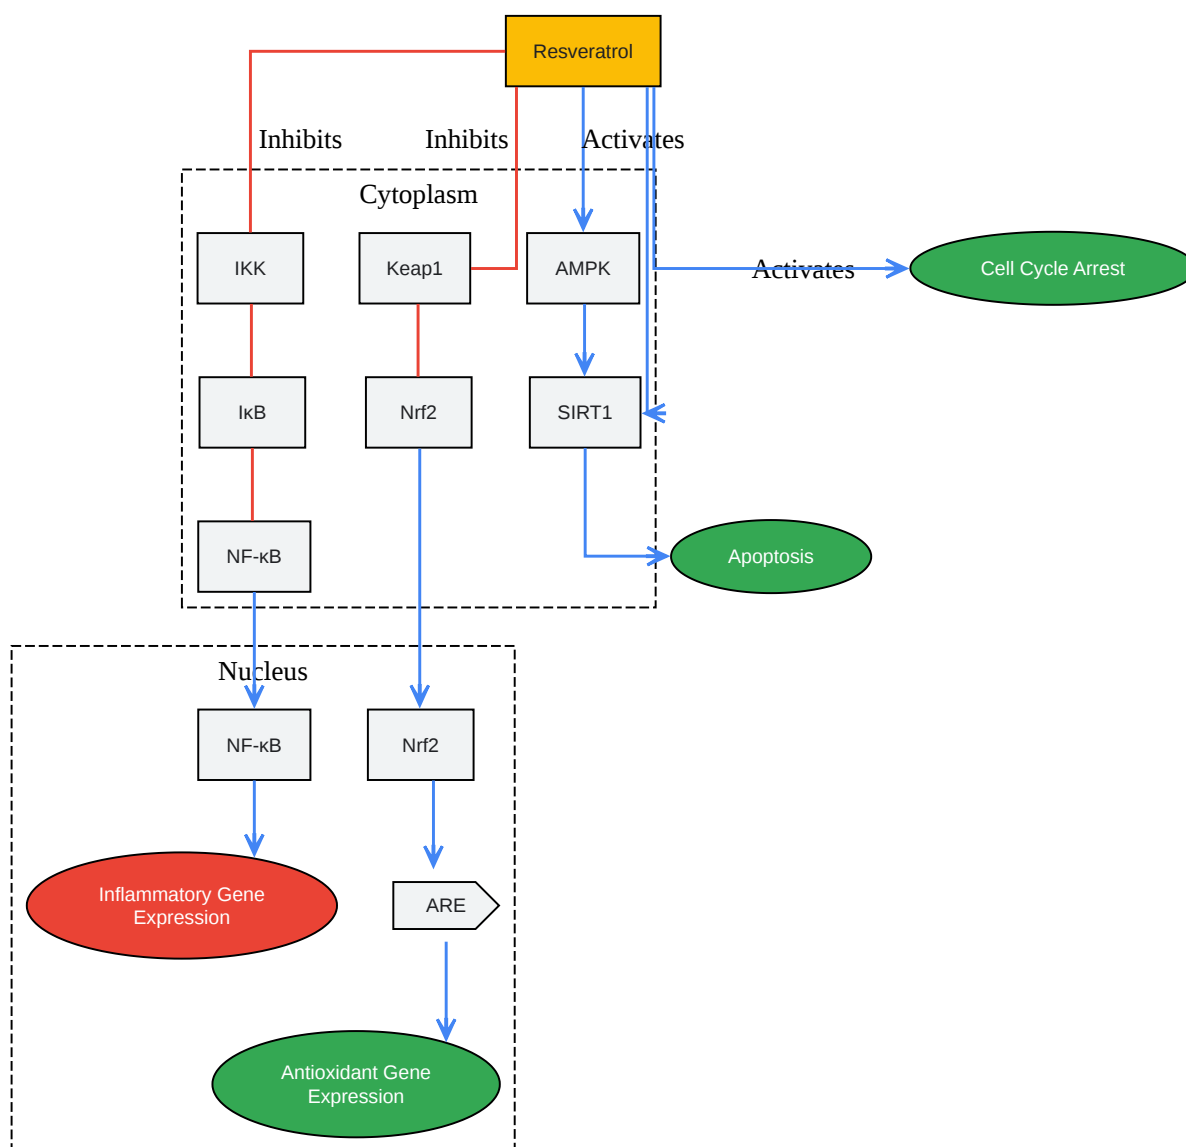 Resveratrol
Inhibits
Inhibits
Activates
Cytoplasm
IKK
Keap1
AMPK
Activates
Cell Cycle Arrest
IκB
Nrf2
SIRT1
NF-κB
Apoptosis
Nucleus
NF-κB
Nrf2
Inflammatory Gene
Expression
ARE
Antioxidant Gene
Expression